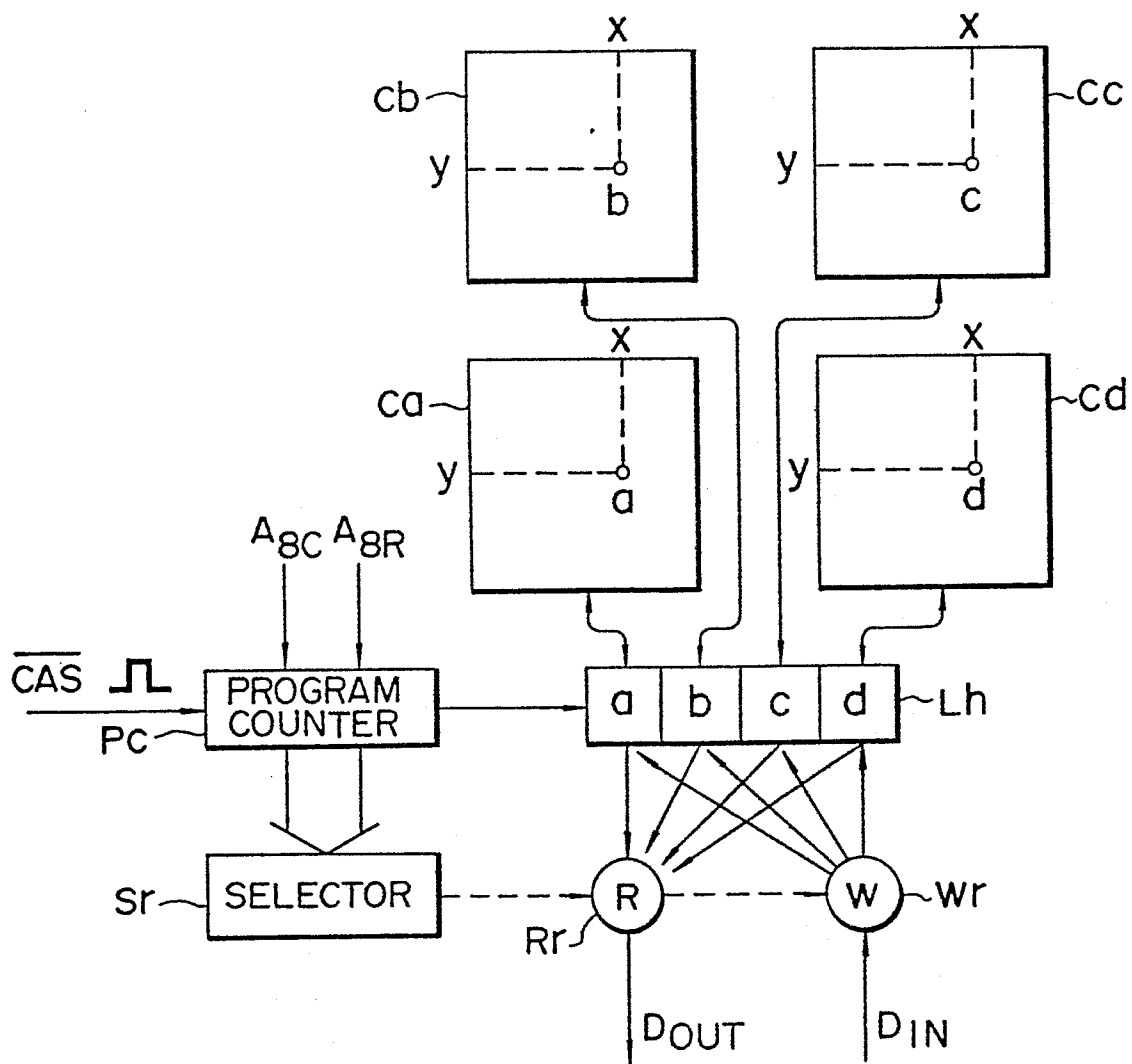 x x
cb cc
y y
b c
x x
ca cd
y y
a d
A8C A8R
CAS
PROGRAM
COUNTER
Pc
a b c d Lh
Sr SELECTOR R W Wr
Rr
DOUT DIN